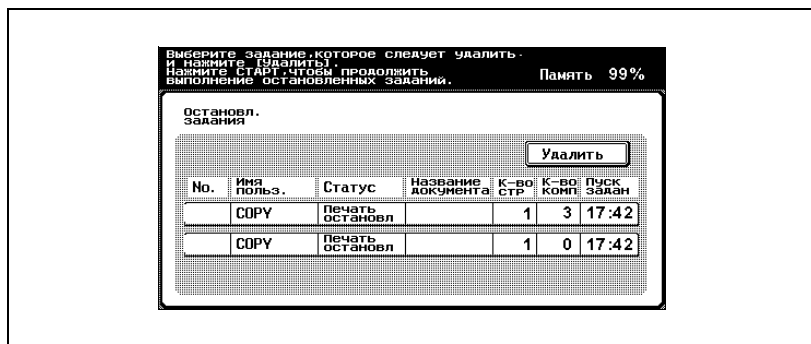 Выберите задание,которое следует удалить.
и нажмите [Удалить].
Нажмите СТАРТ,чтобы продолжить
выполнение остановленных заданий.
Память 99%
Остановл.
задания
Удалить
No. Имя польз. Статус Название документа К-во стр К-во комп Пуск задан
COPY Печать остановл 1 3 17:42
COPY Печать остановл 1 0 17:42